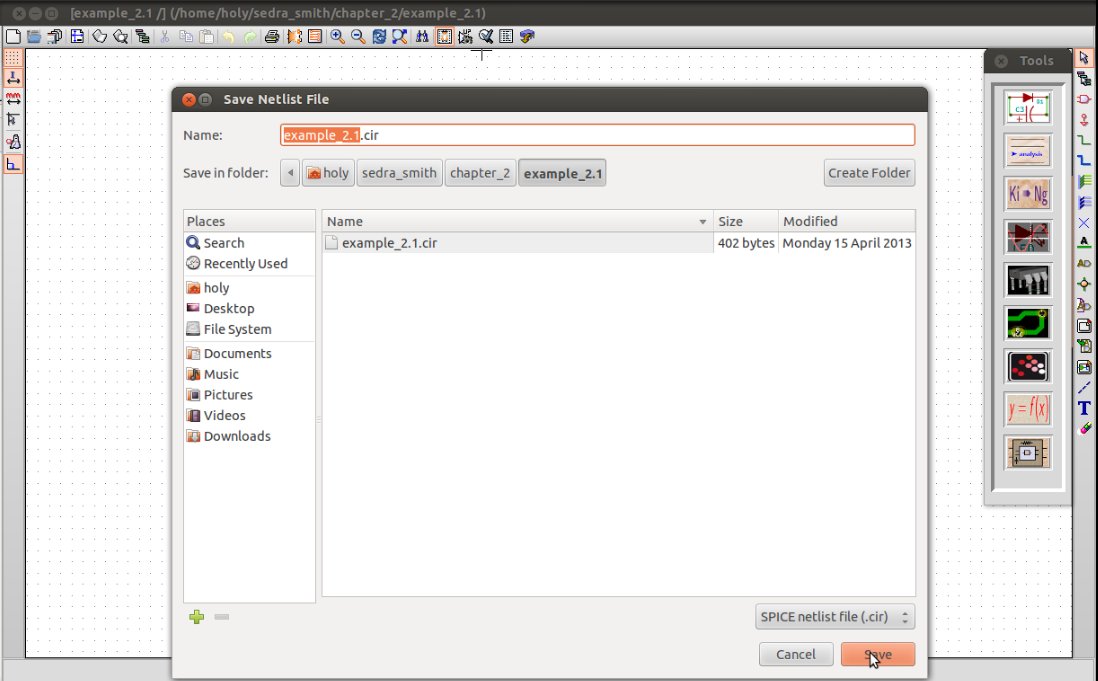 [example_2.1 /] (/home/holy/sedra_smith/chapter_2/example_2.1)
Tools
Save Netlist File
Name: example_2.1.cir
Save in folder: holy sedra_smith chapter_2 example_2.1 Create Folder
Places Name Size Modified
Search example_2.1.cir 402 bytes Monday 15 April 2013
Recently Used
holy
Desktop
File System
Documents
Music
Pictures
Videos
Downloads
SPICE netlist file (.cir)
Cancel Save
analysis
Ki Ng
y = f(x)